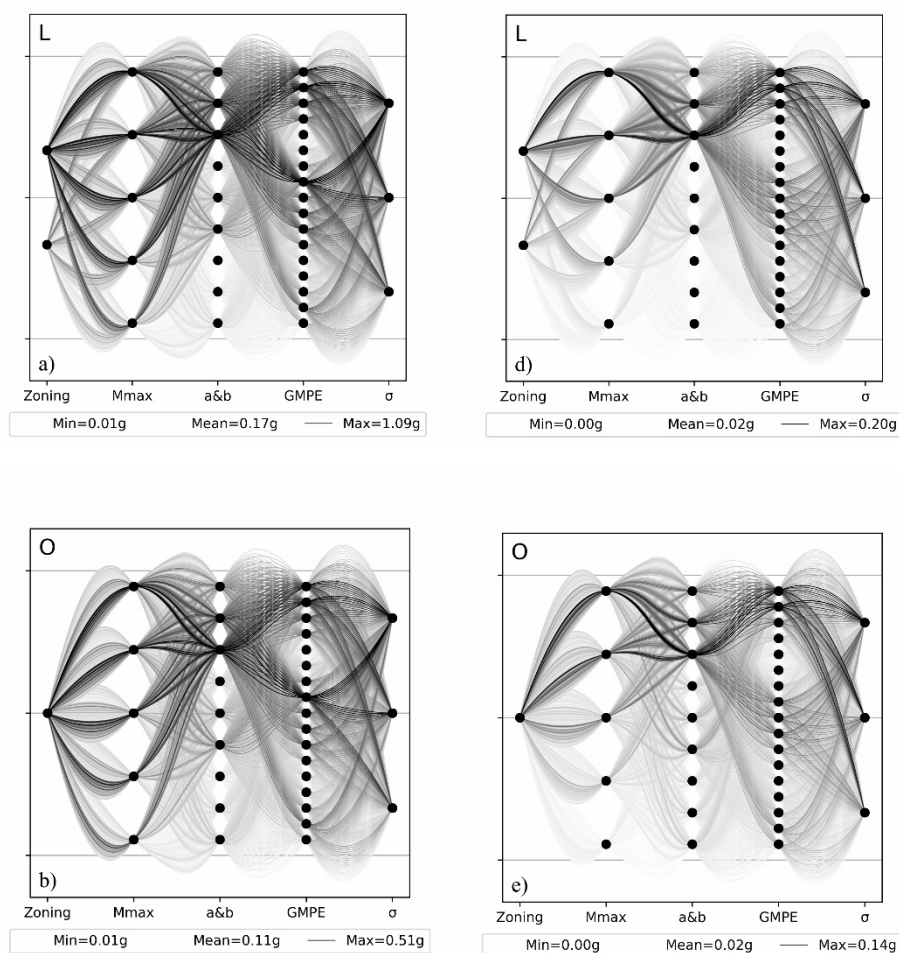 L
a)
Zoning Mmax a&b GMPE σ
Min=0.01g Mean=0.17g Max=1.09g
L
d)
Zoning Mmax a&b GMPE σ
Min=0.00g Mean=0.02g Max=0.20g
O
b)
Zoning Mmax a&b GMPE σ
Min=0.01g Mean=0.11g Max=0.51g
O
e)
Zoning Mmax a&b GMPE σ
Min=0.00g Mean=0.02g Max=0.14g